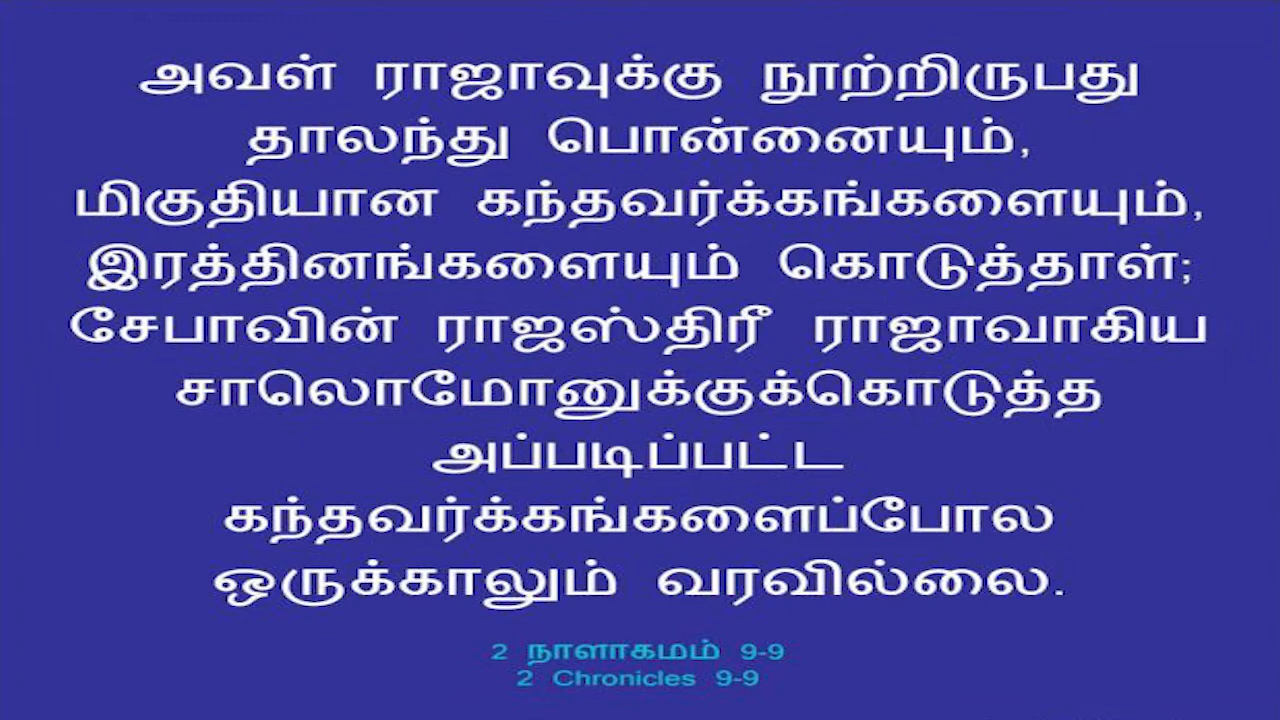 அவள் ராஜாவுக்கு நூற்றிருபது
தாலந்து பொன்னையும்,
மிகுதியான கந்தவர்க்கங்களையும்,
இரத்தினங்களையும் கொடுத்தாள்;
சேபாவின் ராஜஸ்திரீ ராஜாவாகிய
சாலொமோனுக்குக்கொடுத்த
அப்படிப்பட்ட
கந்தவர்க்கங்களைப்போல
ஒருக்காலும் வரவில்லை.
2 நாளாகமம் 9-9
2 Chronicles 9-9